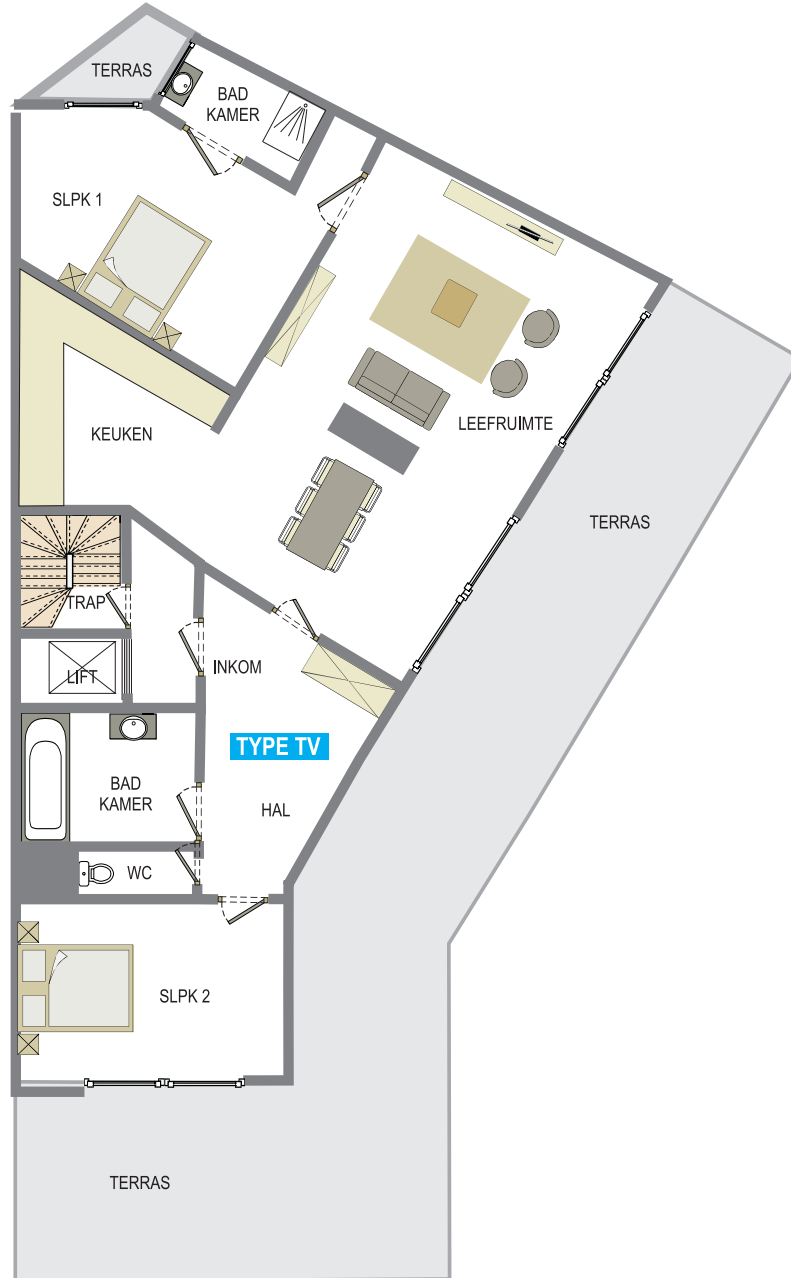 TERRAS
BAD
KAMER
SLPK 1
KEUKEN
LEEFRUIMTE
TERRAS
TRAP
LIFT
INKOM
TYPE TV
BAD
KAMER
HAL
WC
SLPK 2
TERRAS